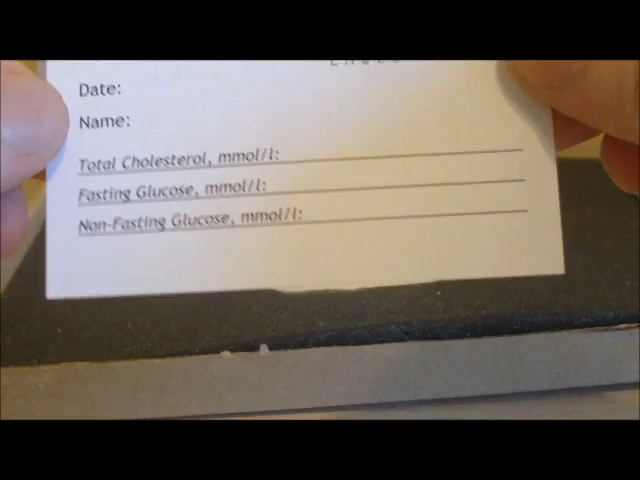 Date:
Name:
Total Cholesterol, mmol/l:
Fasting Glucose, mmol/l:
Non-Fasting Glucose, mmol/l: